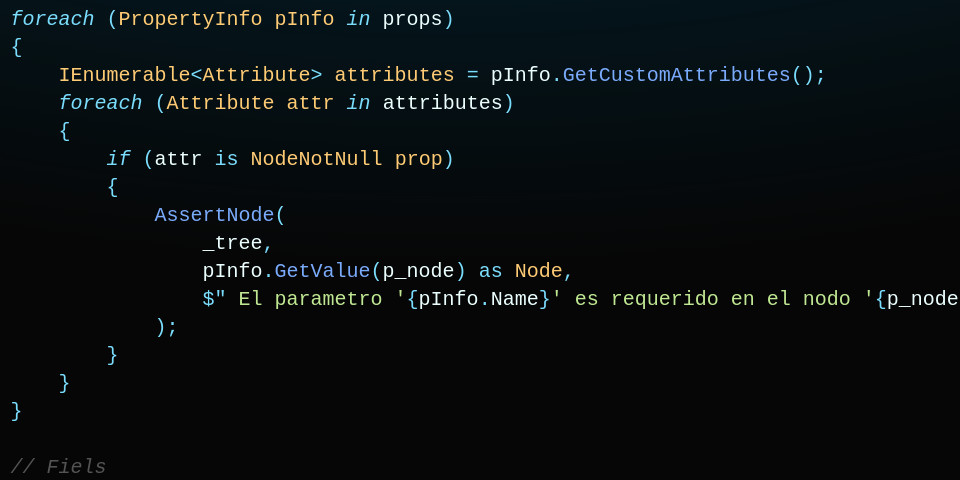 foreach (PropertyInfo pInfo in props)
{
    IEnumerable<Attribute> attributes = pInfo.GetCustomAttributes();
    foreach (Attribute attr in attributes)
    {
        if (attr is NodeNotNull prop)
        {
            AssertNode(
                _tree,
                pInfo.GetValue(p_node) as Node,
                $" El parametro '{pInfo.Name}' es requerido en el nodo '{p_node
            );
        }
    }
}

// Fiels